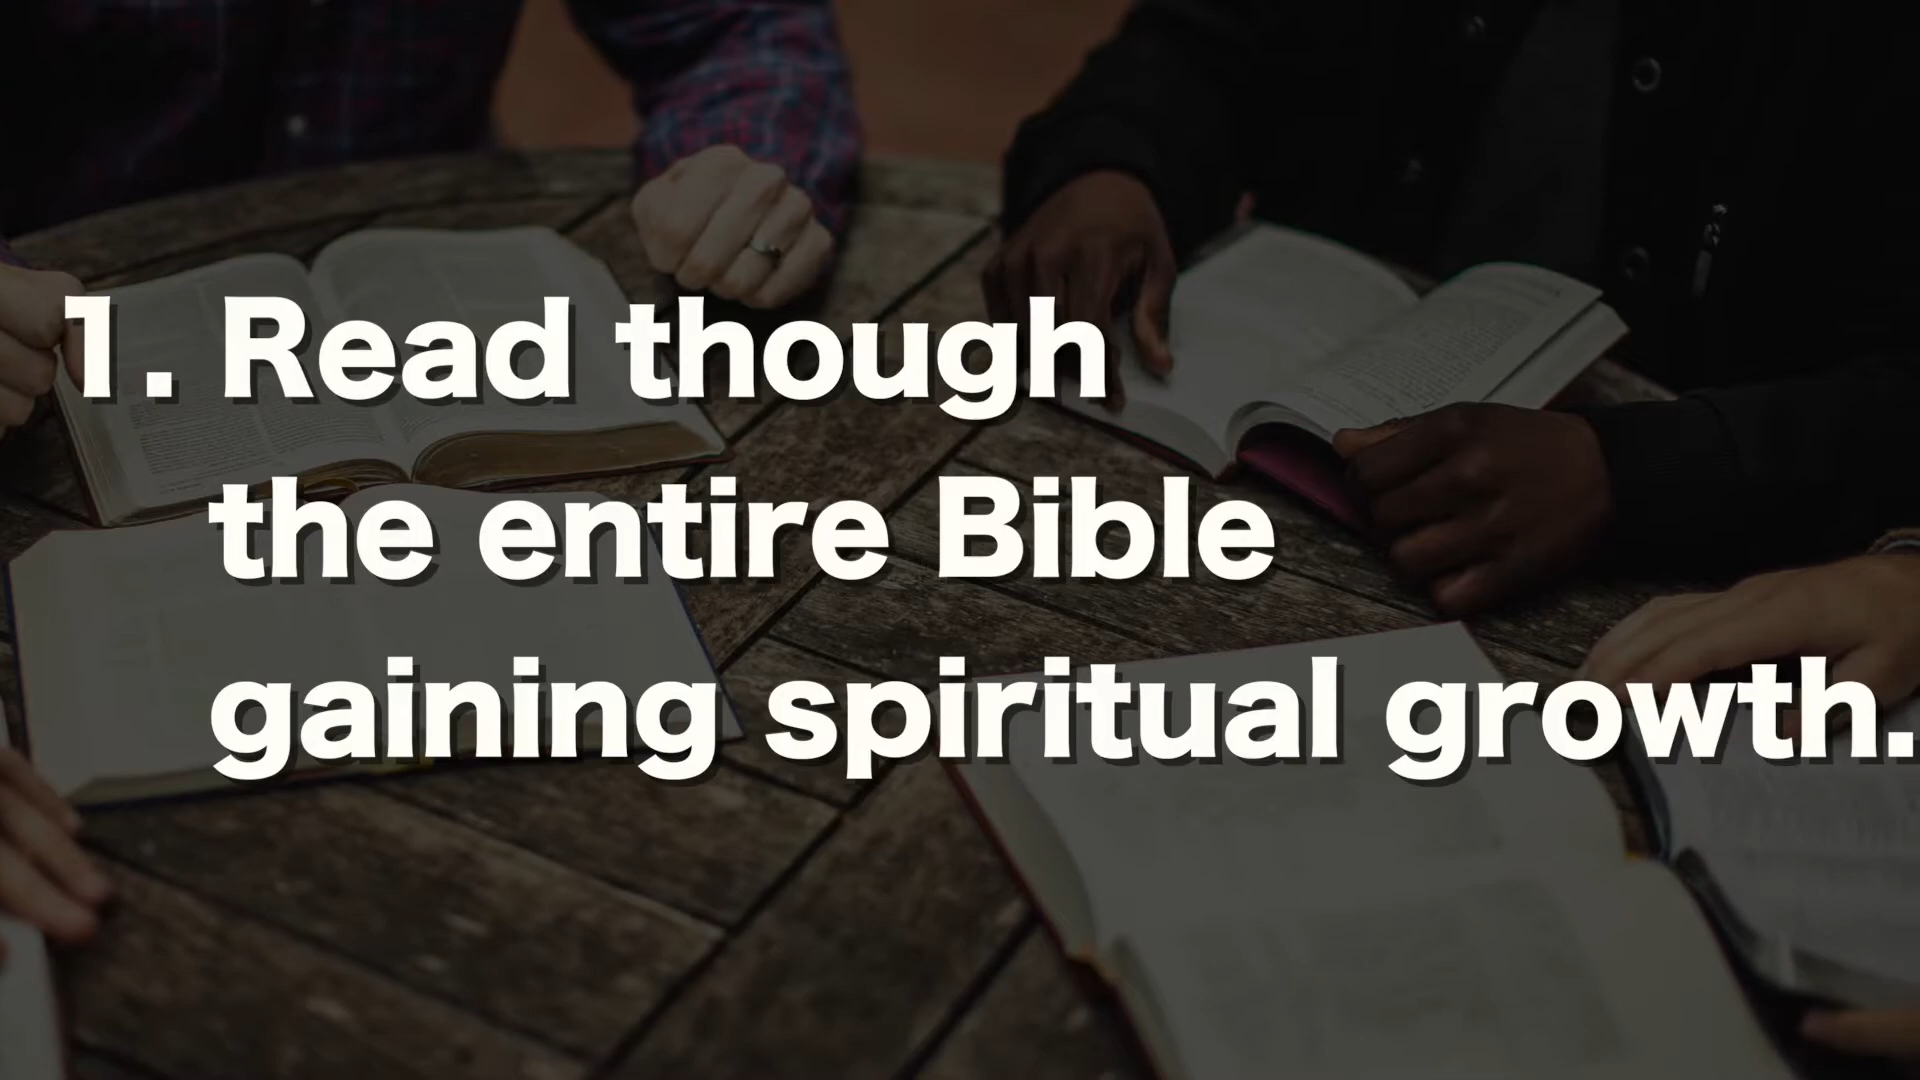 1. Read though
the entire Bible
gaining spiritual growth.